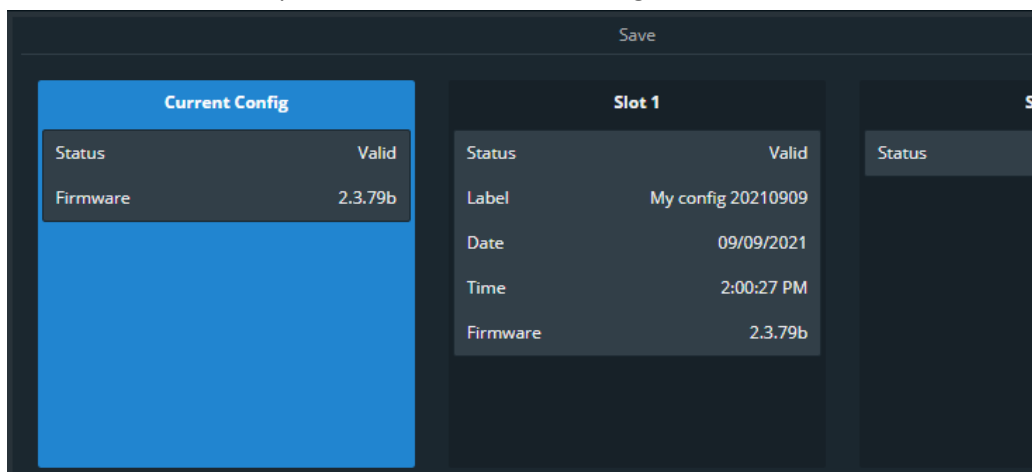 Save
Current Config
Status Valid
Firmware 2.3.79b
Slot 1
Status Valid
Label My config 20210909
Date 09/09/2021
Time 2:00:27 PM
Firmware 2.3.79b
Status